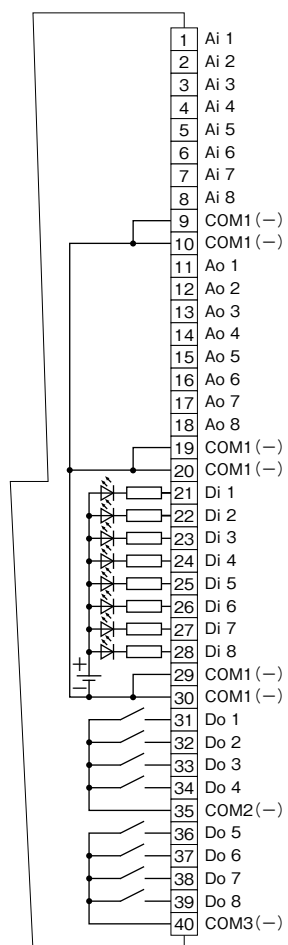 1 Ai 1
2 Ai 2
3 Ai 3
4 Ai 4
5 Ai 5
6 Ai 6
7 Ai 7
8 Ai 8
9 COM1(−)
10 COM1(−)
11 Ao 1
12 Ao 2
13 Ao 3
14 Ao 4
15 Ao 5
16 Ao 6
17 Ao 7
18 Ao 8
19 COM1(−)
20 COM1(−)
21 Di 1
22 Di 2
23 Di 3
24 Di 4
25 Di 5
26 Di 6
27 Di 7
28 Di 8
+
29 COM1(−)
−
30 COM1(−)
31 Do 1
32 Do 2
33 Do 3
34 Do 4
35 COM2(−)
36 Do 5
37 Do 6
38 Do 7
39 Do 8
40 COM3(−)